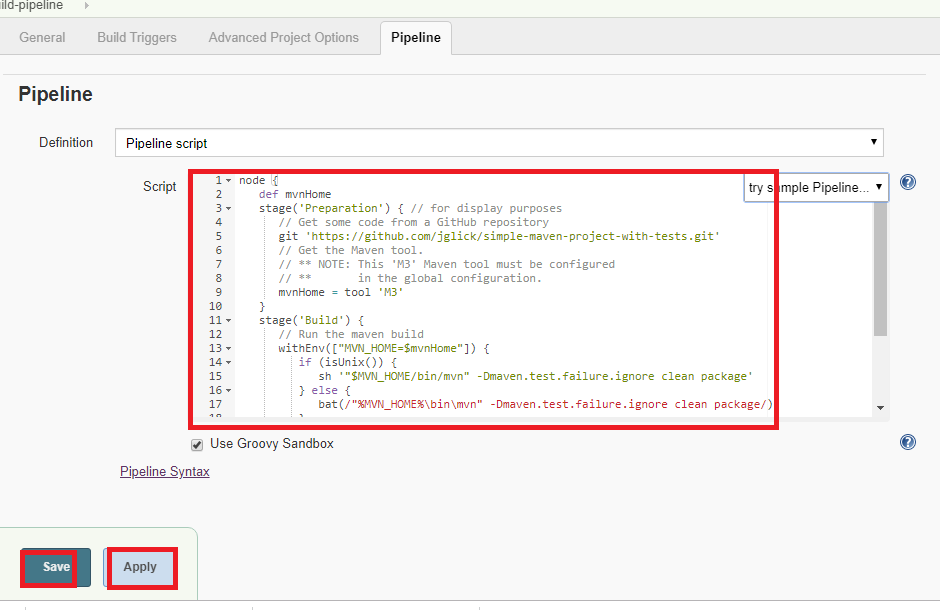 ild-pipeline
General Build Triggers Advanced Project Options Pipeline
Pipeline
Definition Pipeline script
Script
try sample Pipeline...
1 node {
2 def mvnHome
3 stage('Preparation') { // for display purposes
4 // Get some code from a GitHub repository
5 git 'https://github.com/jglick/simple-maven-project-with-tests.git'
6 // Get the Maven tool.
7 // ** NOTE: This 'M3' Maven tool must be configured
8 // ** in the global configuration.
9 mvnHome = tool 'M3'
10 }
11 stage('Build') {
12 // Run the maven build
13 withEnv(["MVN_HOME=$mvnHome"]) {
14 if (isUnix()) {
15 sh '"$MVN_HOME/bin/mvn" -Dmaven.test.failure.ignore clean package'
16 } else {
17 bat(/"%MVN_HOME%\bin\mvn" -Dmaven.test.failure.ignore clean package/)
18 }
Use Groovy Sandbox
Pipeline Syntax
Save Apply